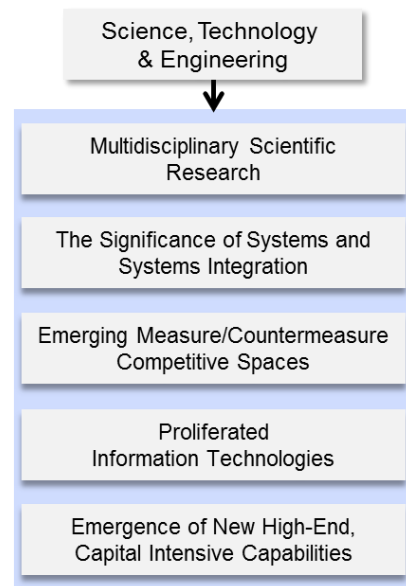 Science, Technology
& Engineering
Multidisciplinary Scientific
Research
The Significance of Systems and
Systems Integration
Emerging Measure/Countermeasure
Competitive Spaces
Proliferated
Information Technologies
Emergence of New High-End,
Capital Intensive Capabilities